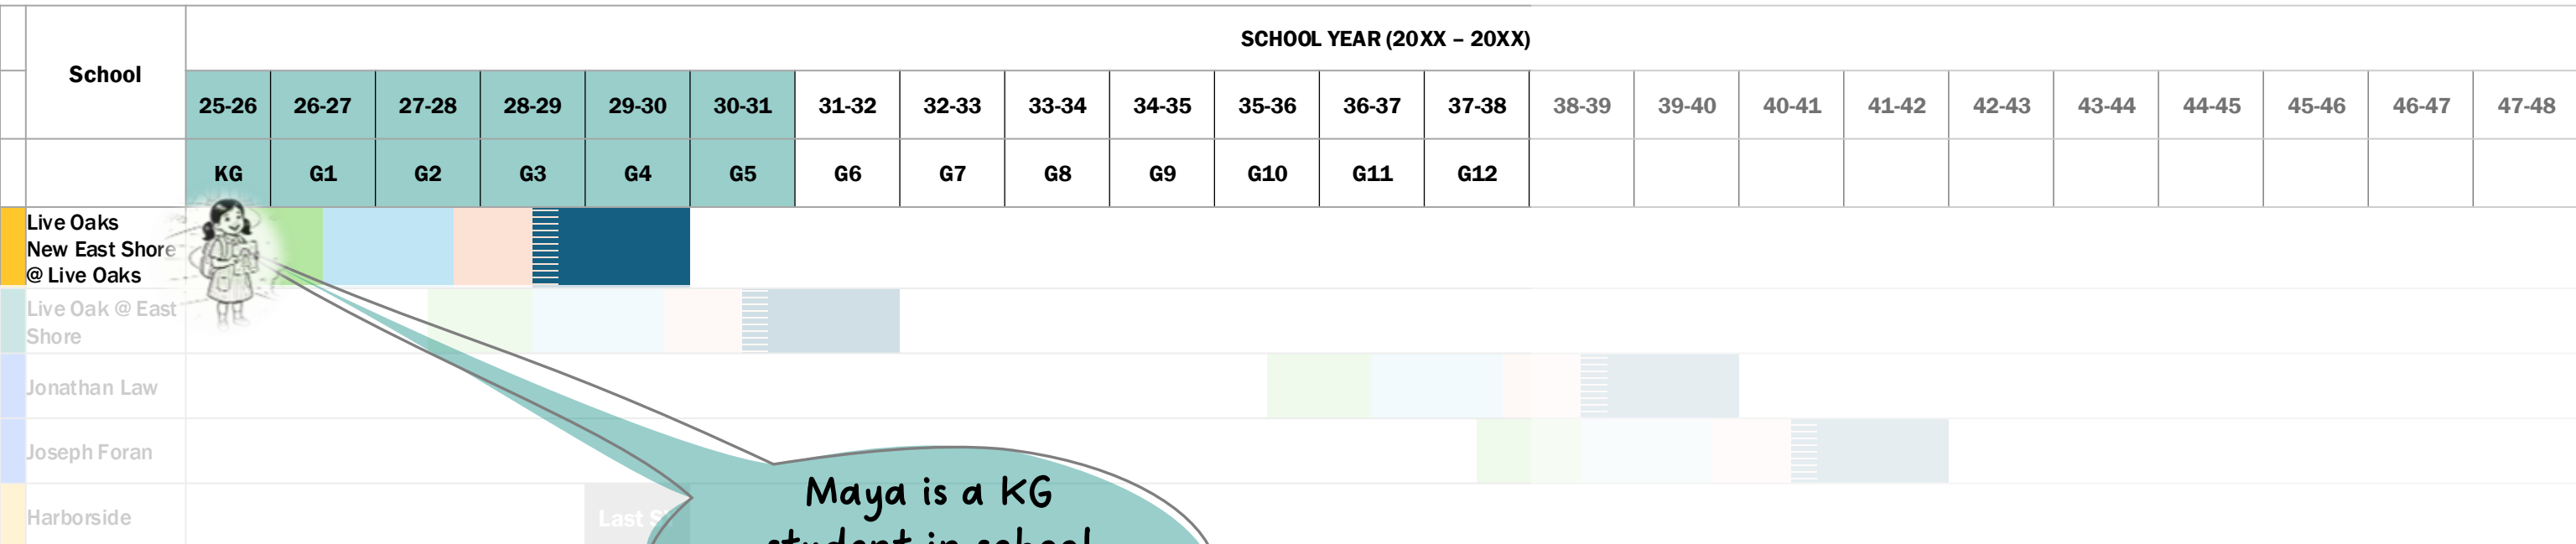 School
SCHOOL YEAR (20XX – 20XX)
25-26 26-27 27-28 28-29 29-30 30-31 31-32 32-33 33-34 34-35 35-36 36-37 37-38 38-39 39-40 40-41 41-42 42-43 43-44 44-45 45-46 46-47 47-48
KG G1 G2 G3 G4 G5 G6 G7 G8 G9 G10 G11 G12
Live Oaks
New East Shore
@ Live Oaks
Live Oak @ East
Shore
Jonathan Law
Joseph Foran
Harborside
Last
Maya is a KG
student in school